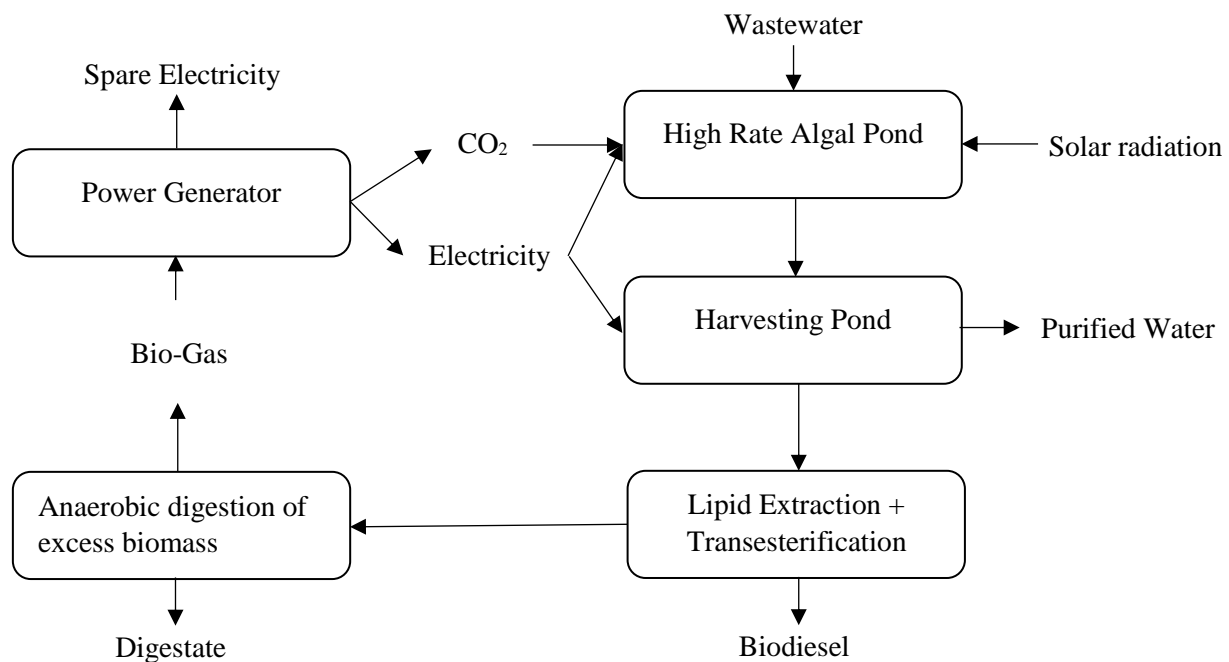 Wastewater
Spare Electricity
High Rate Algal Pond
CO₂
Solar radiation
Power Generator
Electricity
Harvesting Pond
Purified Water
Bio-Gas
Anaerobic digestion of
excess biomass
Lipid Extraction +
Transesterification
Digestate
Biodiesel